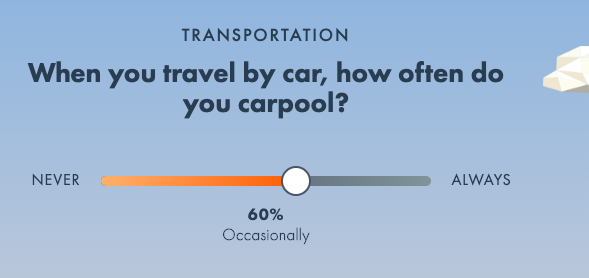 TRANSPORTATION
When you travel by car, how often do
you carpool?
NEVER
ALWAYS
60%
Occasionally